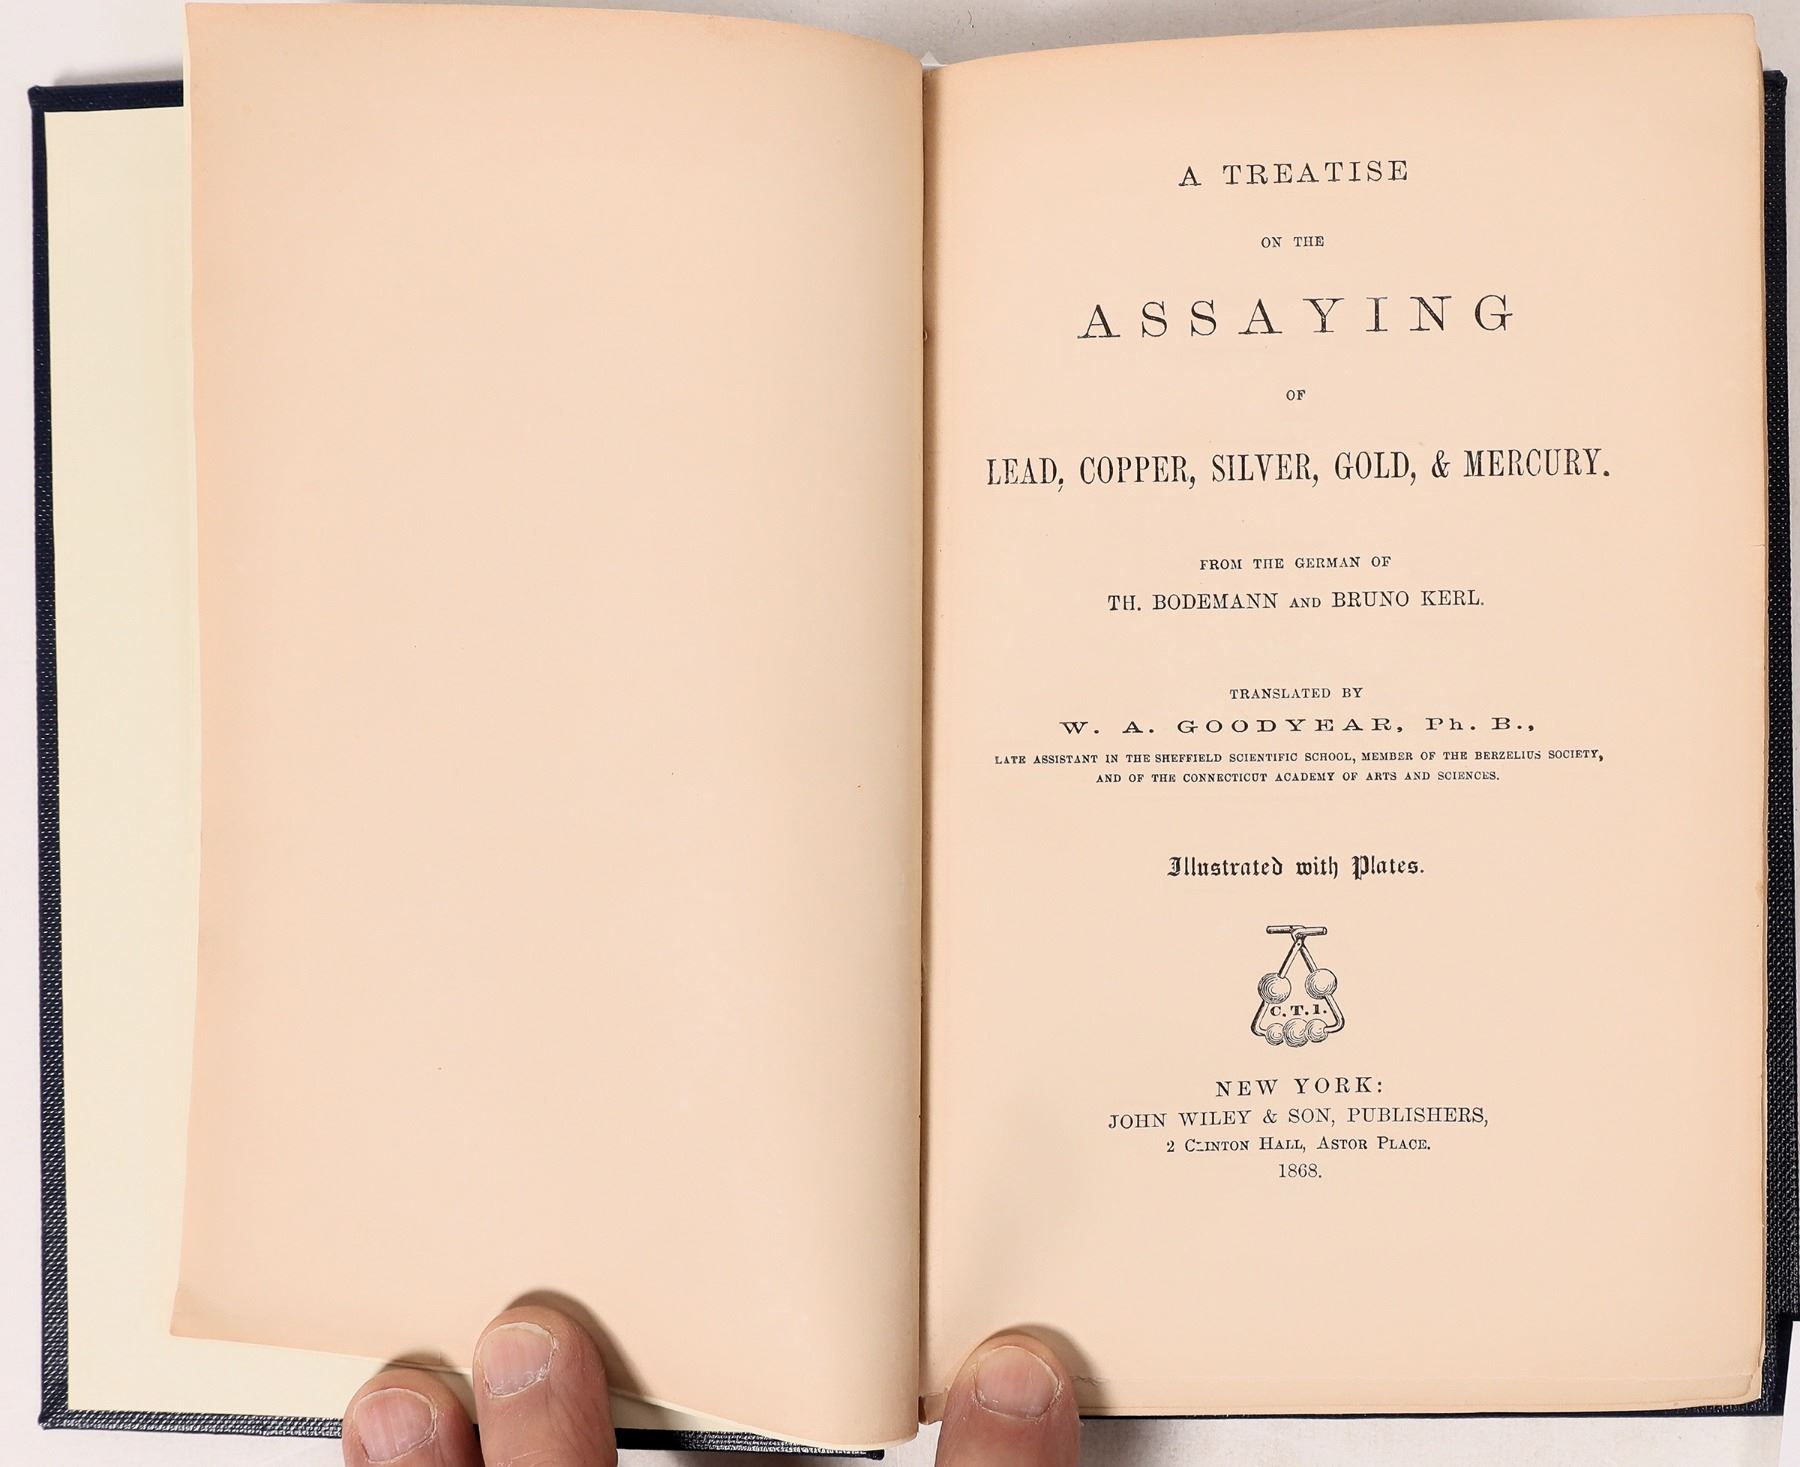 A TREATISE
ON THE
ASSAYING
OF
LEAD, COPPER, SILVER, GOLD, & MERCURY.
FROM THE GERMAN OF
TH. BODEMANN AND BRUNO KERL.
TRANSLATED BY
W. A. GOODYEAR, Ph. B.,
LATE ASSISTANT IN THE SHEFFIELD SCIENTIFIC SCHOOL, MEMBER OF THE BERZELIUS SOCIETY,
AND OF THE CONNECTICUT ACADEMY OF ARTS AND SCIENCES.
Illustrated with Plates.
C. T. 1.
NEW YORK:
JOHN WILEY & SON, PUBLISHERS,
2 CLINTON HALL, ASTOR PLACE.
1868.